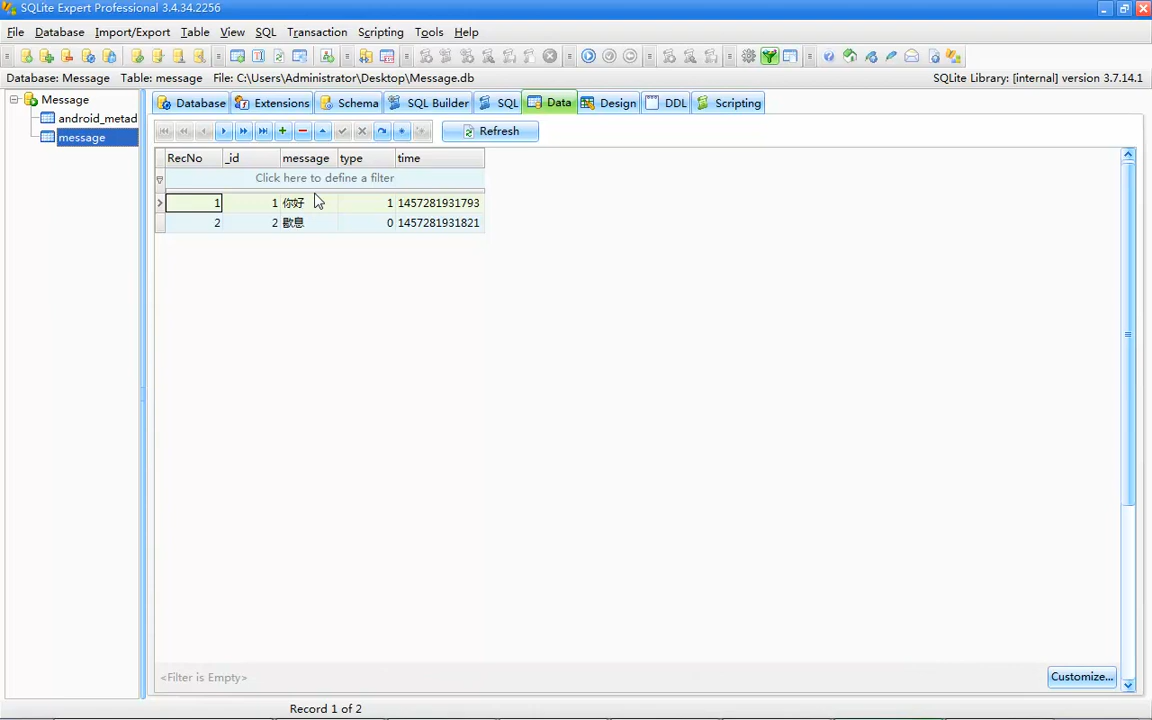 SQLite Expert Professional 3.4.34.2256
File Database Import/Export Table View SQL Transaction Scripting Tools Help
Database: Message Table: message File: C:\Users\Administrator\Desktop\Message.db SQLite Library: [internal] version 3.7.14.1
Message
android_metad
message
Database Extensions Schema SQL Builder SQL Data Design DDL Scripting
Refresh
RecNo _id message type time
Click here to define a filter
1 1 你好 1 1457281931793
2 2 歇息 0 1457281931821
<Filter is Empty>
Customize...
Record 1 of 2